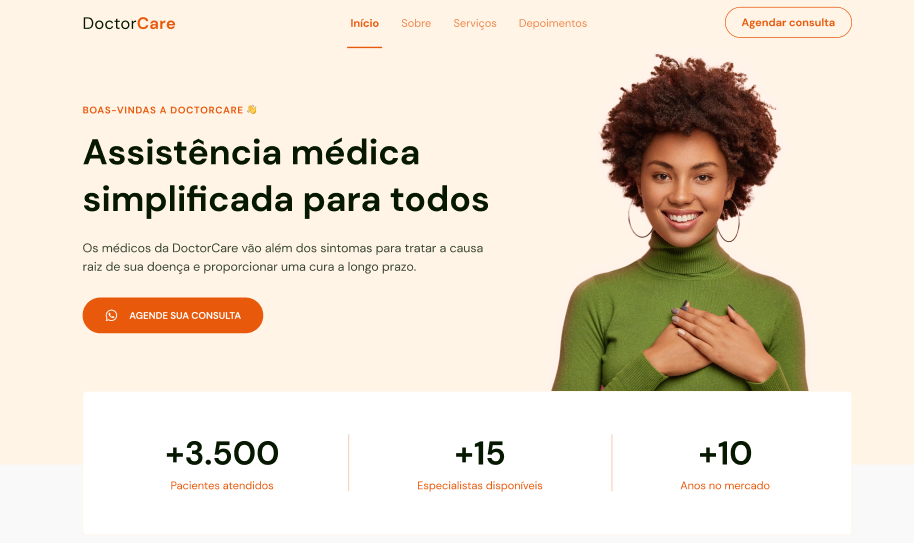 DoctorCare
Início Sobre Serviços Depoimentos
Agendar consulta
BOAS-VINDAS A DOCTORCARE 👋
Assistência médica
simplificada para todos
Os médicos da DoctorCare vão além dos sintomas para tratar a causa
raiz de sua doença e proporcionar uma cura a longo prazo.
AGENDE SUA CONSULTA
+3.500
Pacientes atendidos
+15
Especialistas disponíveis
+10
Anos no mercado